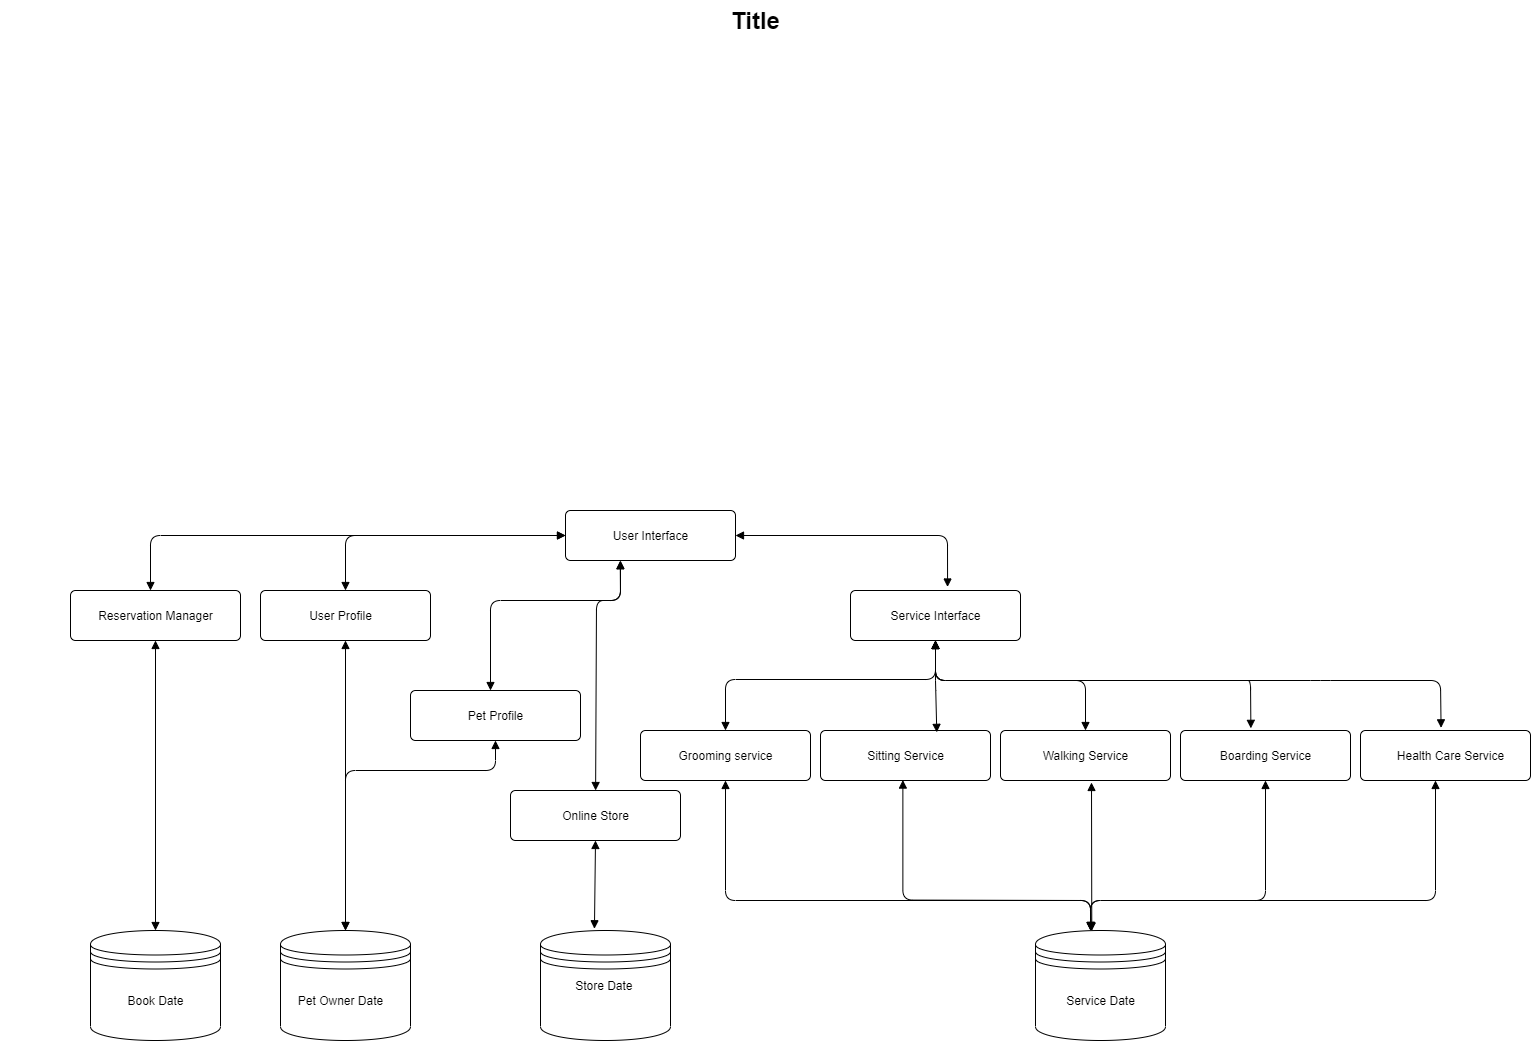 Title
User Interface
Reservation Manager
User Profile
Service Interface
Pet Profile
Grooming service
Sitting Service
Walking Service
Boarding Service
Health Care Service
Online Store
Book Date
Pet Owner Date
Store Date
Service Date